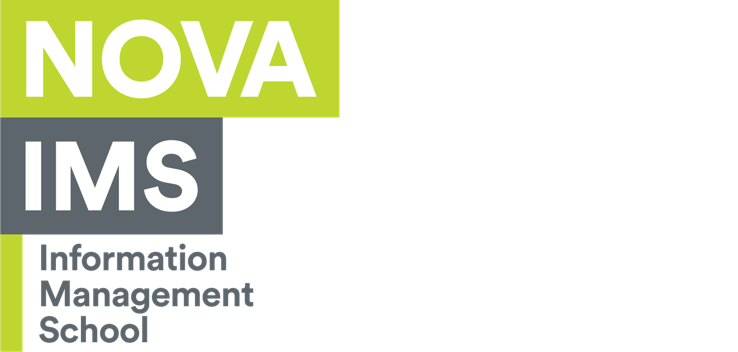 NOVA
IMS
Information
Management
School